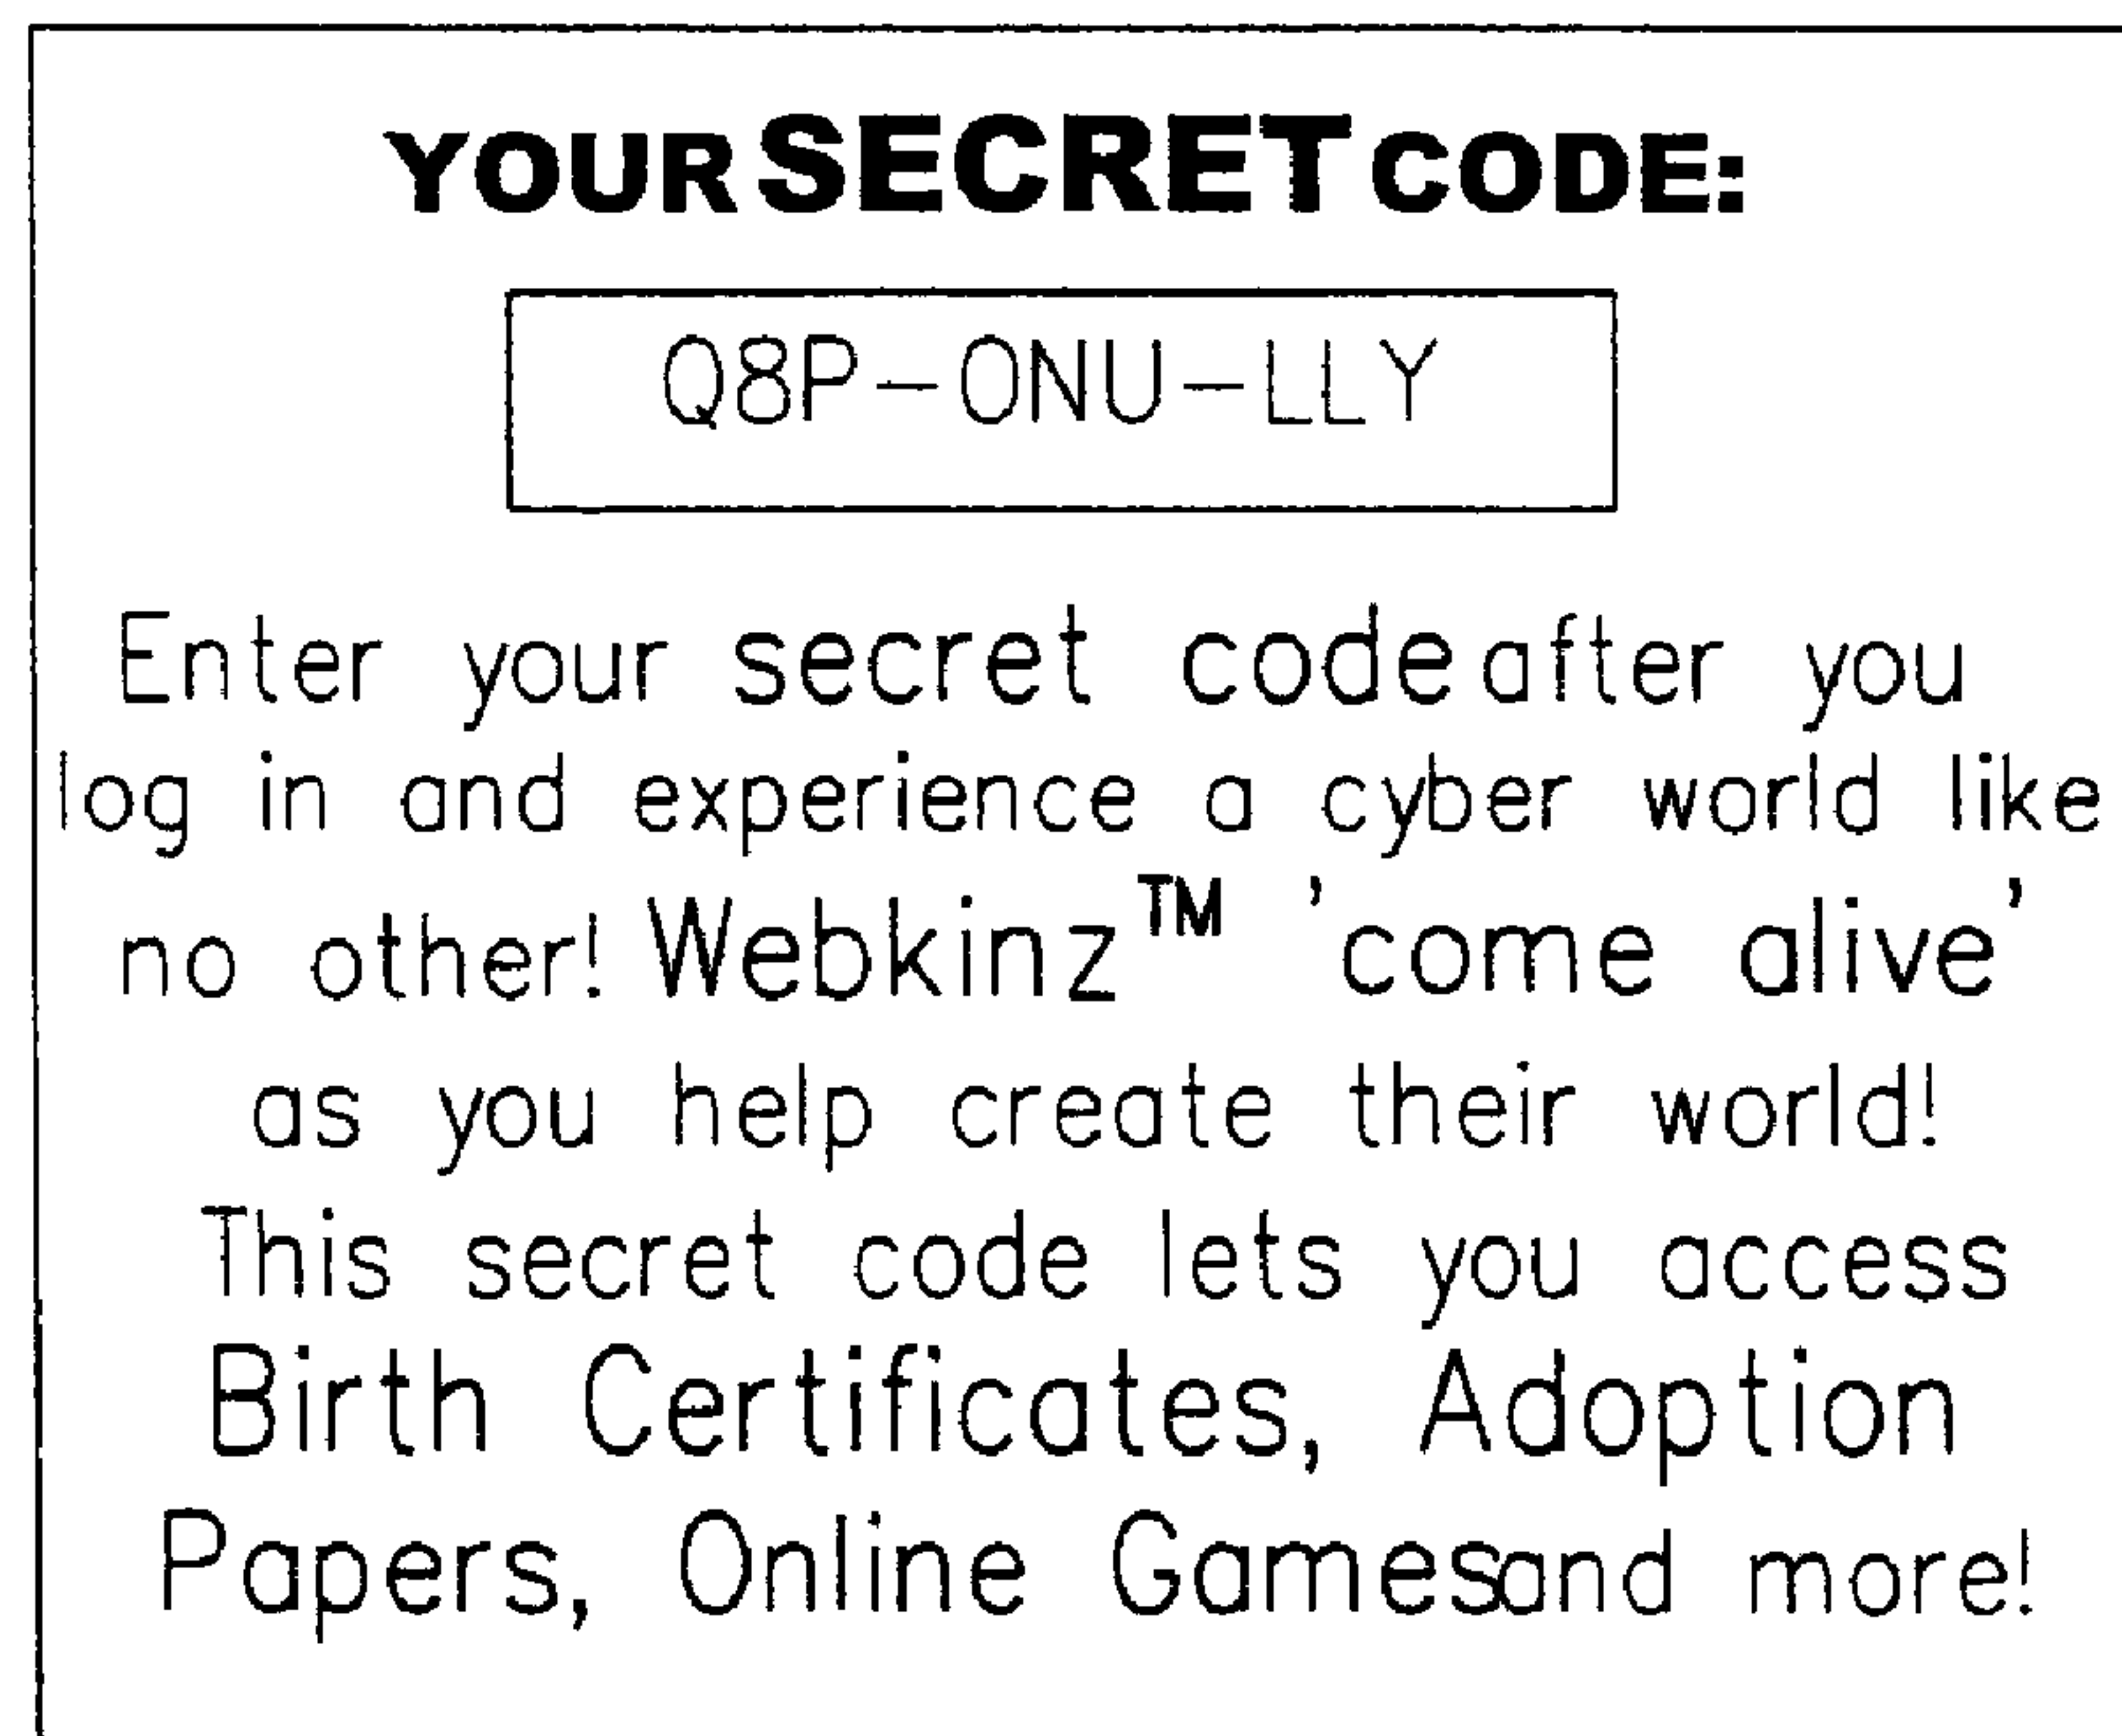 YOUR SECRET CODE:
Q8P-ONU-LLY
Enter your secret code after you
log in and experience a cyber world like
no other! Webkinz™ 'come alive'
as you help create their world!
This secret code lets you access
Birth Certificates, Adoption
Papers, Online Games and more!